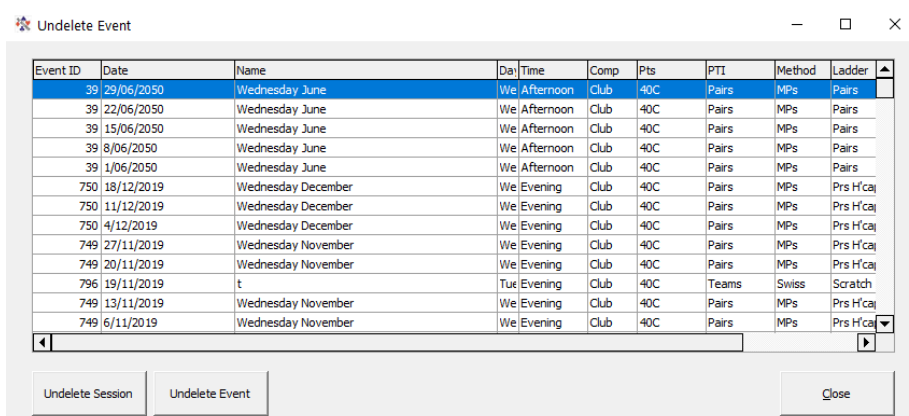 Undelete Event
Event ID Date Name Day Time Comp Pts PTI Method Ladder
39 29/06/2050 Wednesday June We Afternoon Club 40C Pairs MPs Pairs
39 22/06/2050 Wednesday June We Afternoon Club 40C Pairs MPs Pairs
39 15/06/2050 Wednesday June We Afternoon Club 40C Pairs MPs Pairs
39 8/06/2050 Wednesday June We Afternoon Club 40C Pairs MPs Pairs
39 1/06/2050 Wednesday June We Afternoon Club 40C Pairs MPs Pairs
750 18/12/2019 Wednesday December We Evening Club 40C Pairs MPs Prs H'cap
750 11/12/2019 Wednesday December We Evening Club 40C Pairs MPs Prs H'cap
750 4/12/2019 Wednesday December We Evening Club 40C Pairs MPs Prs H'cap
749 27/11/2019 Wednesday November We Evening Club 40C Pairs MPs Prs H'cap
749 20/11/2019 Wednesday November We Evening Club 40C Pairs MPs Prs H'cap
796 19/11/2019 t Tue Evening Club 40C Teams Swiss Scratch
749 13/11/2019 Wednesday November We Evening Club 40C Pairs MPs Prs H'cap
749 6/11/2019 Wednesday November We Evening Club 40C Pairs MPs Prs H'cap
Undelete Session Undelete Event Close